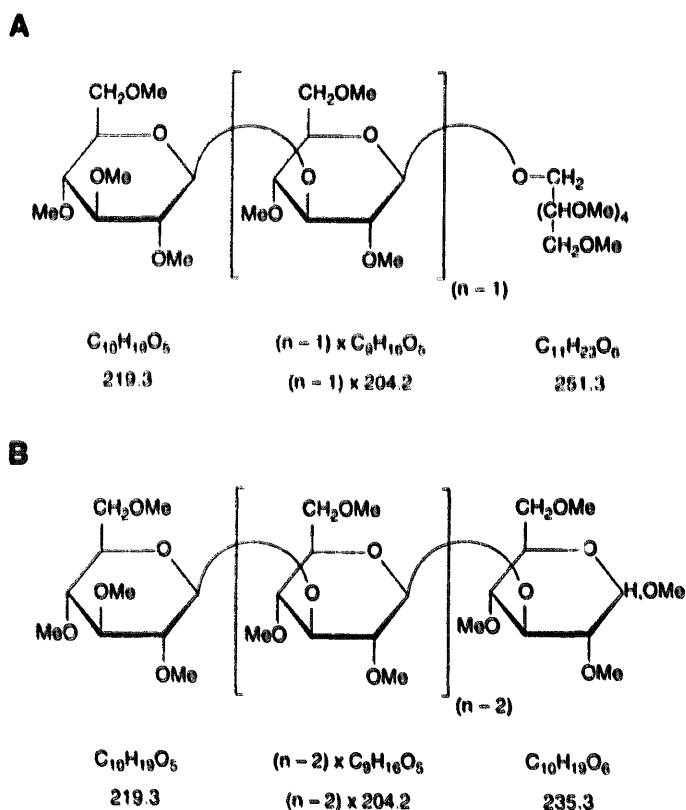 A
CH₂OMe
CH₂OMe
O
O
OMe
O
O—CH₂
MeO
MeO
(CHOMe)₄
OMe
OMe
CH₂OMe
(n – 1)
C₁₀H₁₉O₅
(n – 1) x C₉H₁₆O₅
C₁₁H₂₃O₆
219.3
(n – 1) x 204.2
251.3
B
CH₂OMe
CH₂OMe
CH₂OMe
O
O
O
OMe
O
O
H,OMe
MeO
MeO
MeO
OMe
OMe
OMe
(n – 2)
C₁₀H₁₉O₅
(n – 2) x C₉H₁₆O₅
C₁₀H₁₉O₆
219.3
(n – 2) x 204.2
235.3